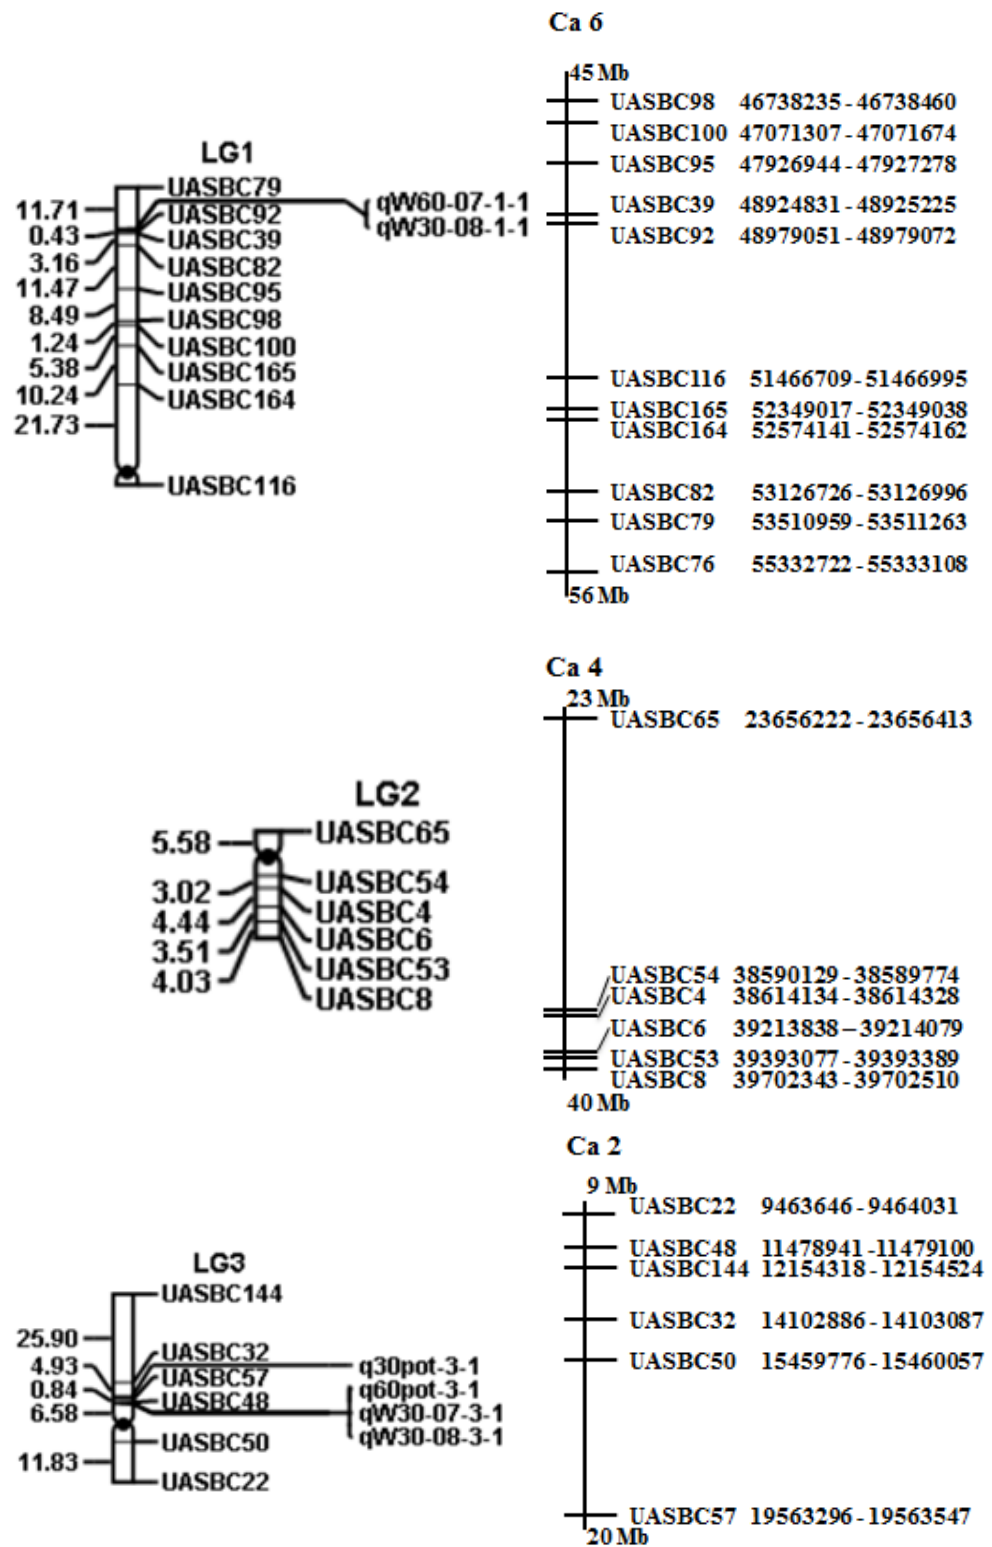 Ca 6
45 Mb
UASBC98 46738235-46738460
UASBC100 47071307-47071674
UASBC95 47926944-47927278
UASBC39 48924831-48925225
UASBC92 48979051-48979072
UASBC116 51466709-51466995
UASBC165 52349017-52349038
UASBC164 52574141-52574162
UASBC82 53126726-53126996
UASBC79 53510959-53511263
UASBC76 55332722-55333108
56 Mb
LG1
UASBC79
11.71
UASBC92
0.43
UASBC39
3.16
UASBC82
11.47
UASBC95
8.49
UASBC98
1.24
UASBC100
5.38
UASBC165
10.24
UASBC164
21.73
UASBC116
qW60-07-1-1
qW30-08-1-1
Ca 4
23 Mb
UASBC65 23656222-23656413
UASBC54 38590129-38589774
UASBC4 38614134-38614328
UASBC6 39213838–39214079
UASBC53 39393077-39393389
UASBC8 39702343-39702510
40 Mb
LG2
5.58
UASBC65
3.02
UASBC54
4.44
UASBC4
3.51
UASBC6
4.03
UASBC53
UASBC8
Ca 2
9 Mb
UASBC22 9463646-9464031
UASBC48 11478941-11479100
UASBC144 12154318-12154524
UASBC32 14102886-14103087
UASBC50 15459776-15460057
UASBC57 19563296-19563547
20 Mb
LG3
UASBC144
25.90
UASBC32
4.93
UASBC57
0.84
UASBC48
6.58
UASBC50
11.83
UASBC22
q30pot-3-1
q60pot-3-1
qW30-07-3-1
qW30-08-3-1